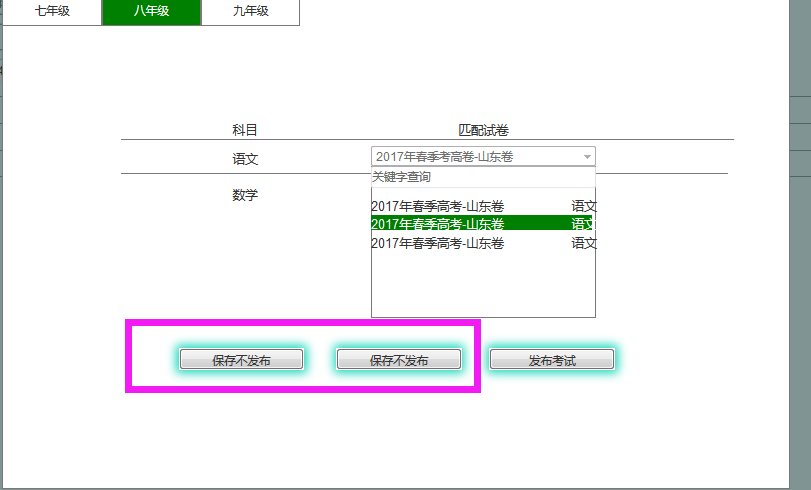 七年级 八年级 九年级
科目 匹配试卷
语文 2017年春季考高卷-山东卷
关键字查询
数学
2017年春季高考-山东卷 语文
2017年春季高考-山东卷 语文
2017年春季高考-山东卷 语文
保存不发布 保存不发布 发布考试